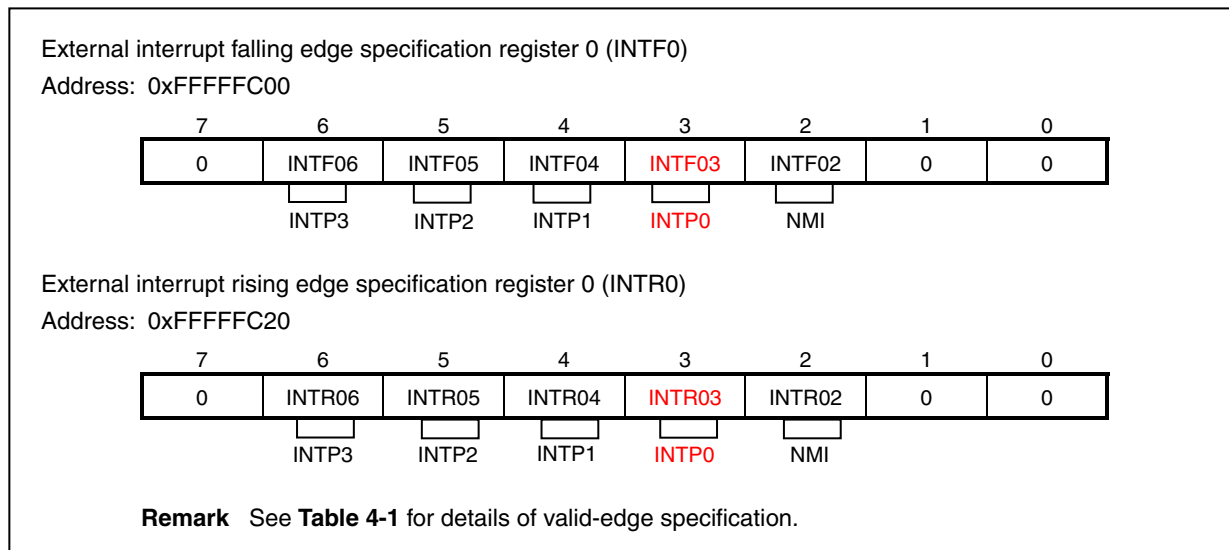 External interrupt falling edge specification register 0 (INTF0)
Address: 0xFFFFFC00
7 6 5 4 3 2 1 0
0 INTF06 INTF05 INTF04 INTF03 INTF02 0 0
INTP3 INTP2 INTP1 INTP0 NMI
External interrupt rising edge specification register 0 (INTR0)
Address: 0xFFFFFC20
7 6 5 4 3 2 1 0
0 INTR06 INTR05 INTR04 INTR03 INTR02 0 0
INTP3 INTP2 INTP1 INTP0 NMI
Remark See Table 4-1 for details of valid-edge specification.